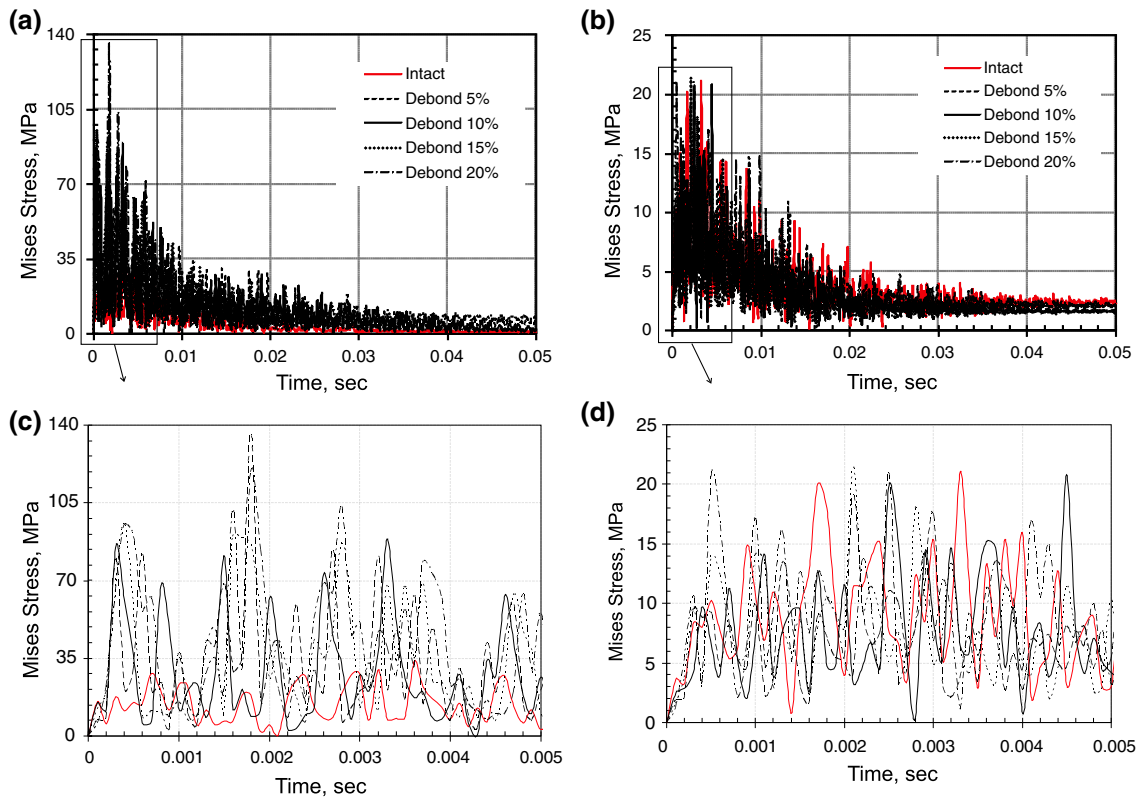 (a)
140
105
70
35
0
Mises Stress, MPa
Intact
Debond 5%
Debond 10%
Debond 15%
Debond 20%
0
0.01
0.02
0.03
0.04
0.05
Time, sec
(b)
25
20
15
10
5
0
Mises Stress, MPa
Intact
Debond 5%
Debond 10%
Debond 15%
Debond 20%
0
0.01
0.02
0.03
0.04
0.05
Time, sec
(c)
140
105
70
35
0
Mises Stress, MPa
0
0.001
0.002
0.003
0.004
0.005
Time, sec
(d)
25
20
15
10
5
0
Mises Stress, MPa
0
0.001
0.002
0.003
0.004
0.005
Time, sec